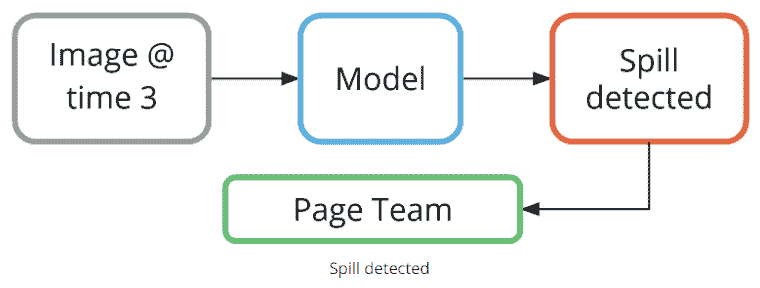 Image @
time 3
Model
Spill
detected
Page Team
Spill detected